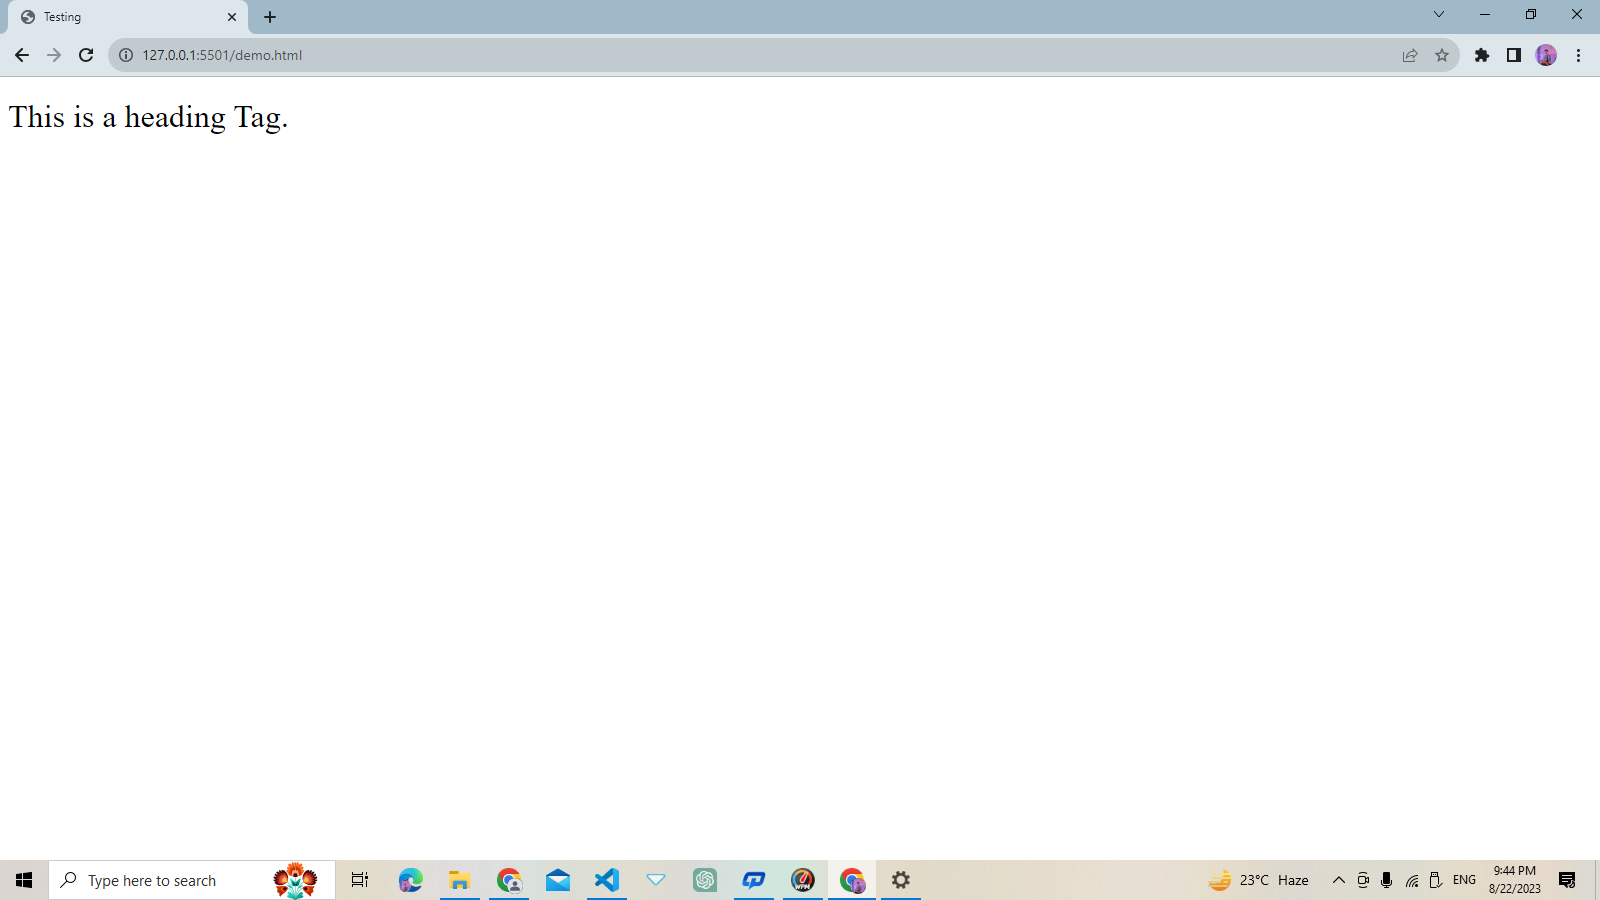 Testing
127.0.0.1:5501/demo.html
This is a heading Tag.
Type here to search
WPM
23°C Haze
ENG
9:44 PM
8/22/2023